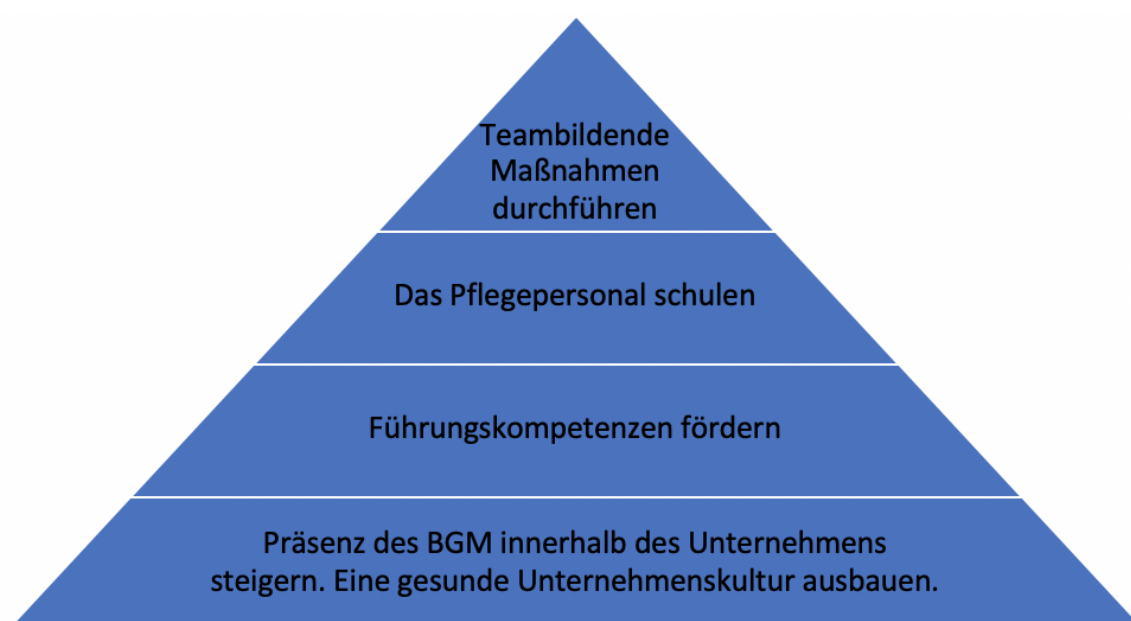 Teambildende
Maßnahmen
durchführen
Das Pflegepersonal schulen
Führungskompetenzen fördern
Präsenz des BGM innerhalb des Unternehmens
steigern. Eine gesunde Unternehmenskultur ausbauen.